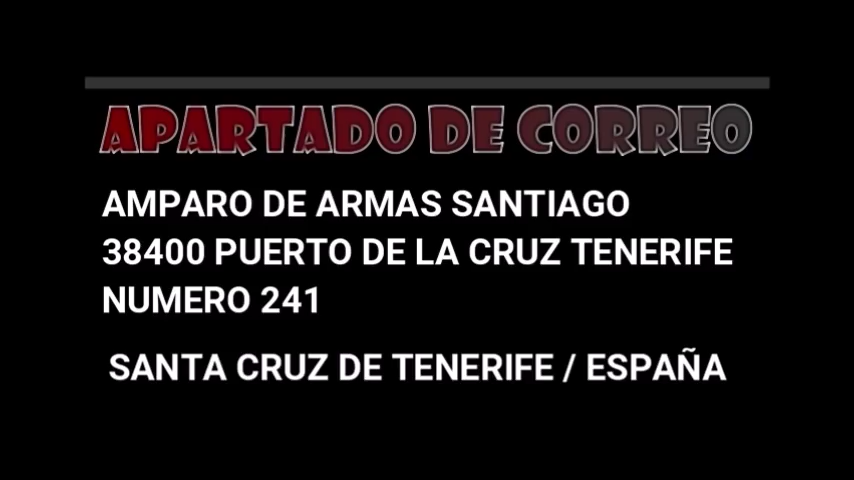 APARTADO DE CORREO
AMPARO DE ARMAS SANTIAGO
38400 PUERTO DE LA CRUZ TENERIFE
NUMERO 241
SANTA CRUZ DE TENERIFE / ESPAÑA